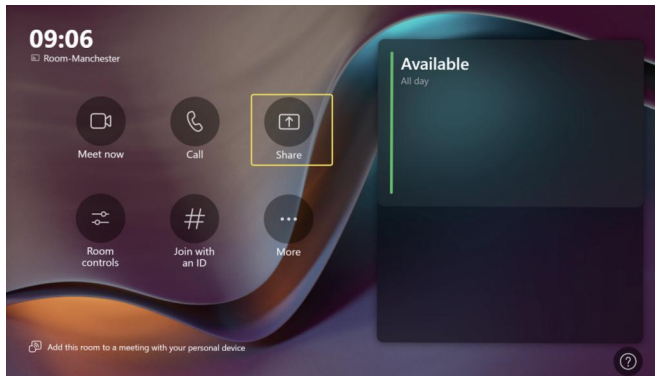 09:06
Room-Manchester
Meet now
Call
Share
Room
controls
Join with
an ID
More
Add this room to a meeting with your personal device
Available
All day